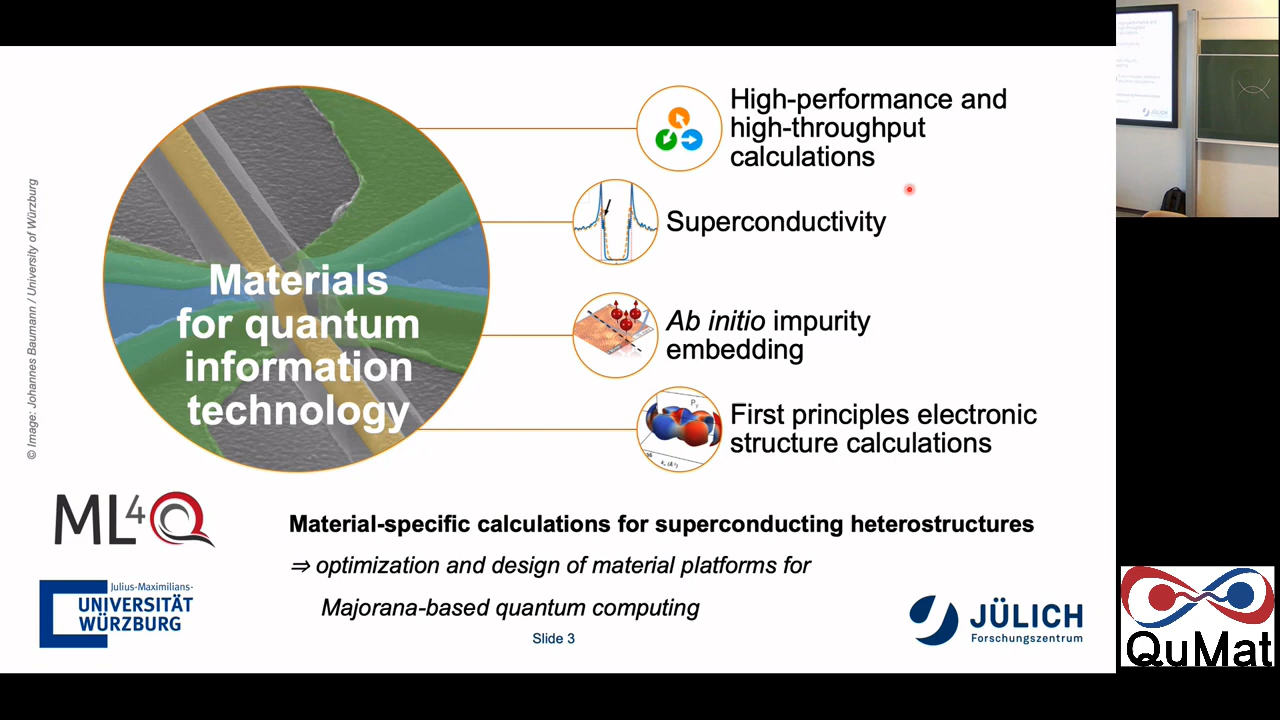 © Image: Johannes Baumann / University of Würzburg
Materials
for quantum
information
technology
High-performance and
high-throughput
calculations
Superconductivity
Ab initio impurity
embedding
First principles electronic
structure calculations
ML4Q
Julius-Maximilians-
UNIVERSITÄT
WÜRZBURG
Material-specific calculations for superconducting heterostructures
⇒ optimization and design of material platforms for
Majorana-based quantum computing
Slide 3
JÜLICH
Forschungszentrum
QuMat